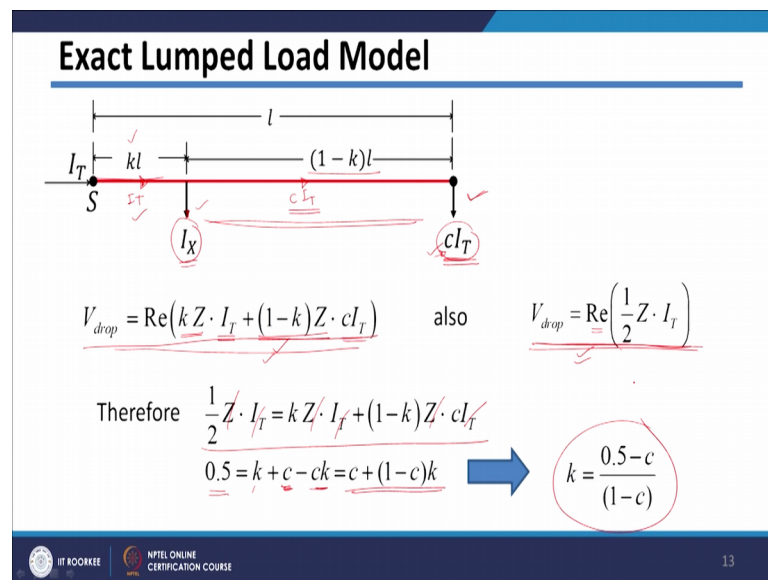 Exact Lumped Load Model
l
I_T kl (1 − k)l
I_T cI_T
S
I_X cI_T
V_drop = Re(k Z · I_T + (1−k)Z · cI_T) also V_drop = Re(1/2 Z · I_T)
Therefore 1/2 Z · I_T = k Z · I_T + (1−k) Z · cI_T
0.5 = k + c − ck = c + (1−c)k
k = 0.5−c / (1−c)
IIT ROORKEE NPTEL ONLINE
CERTIFICATION COURSE
13